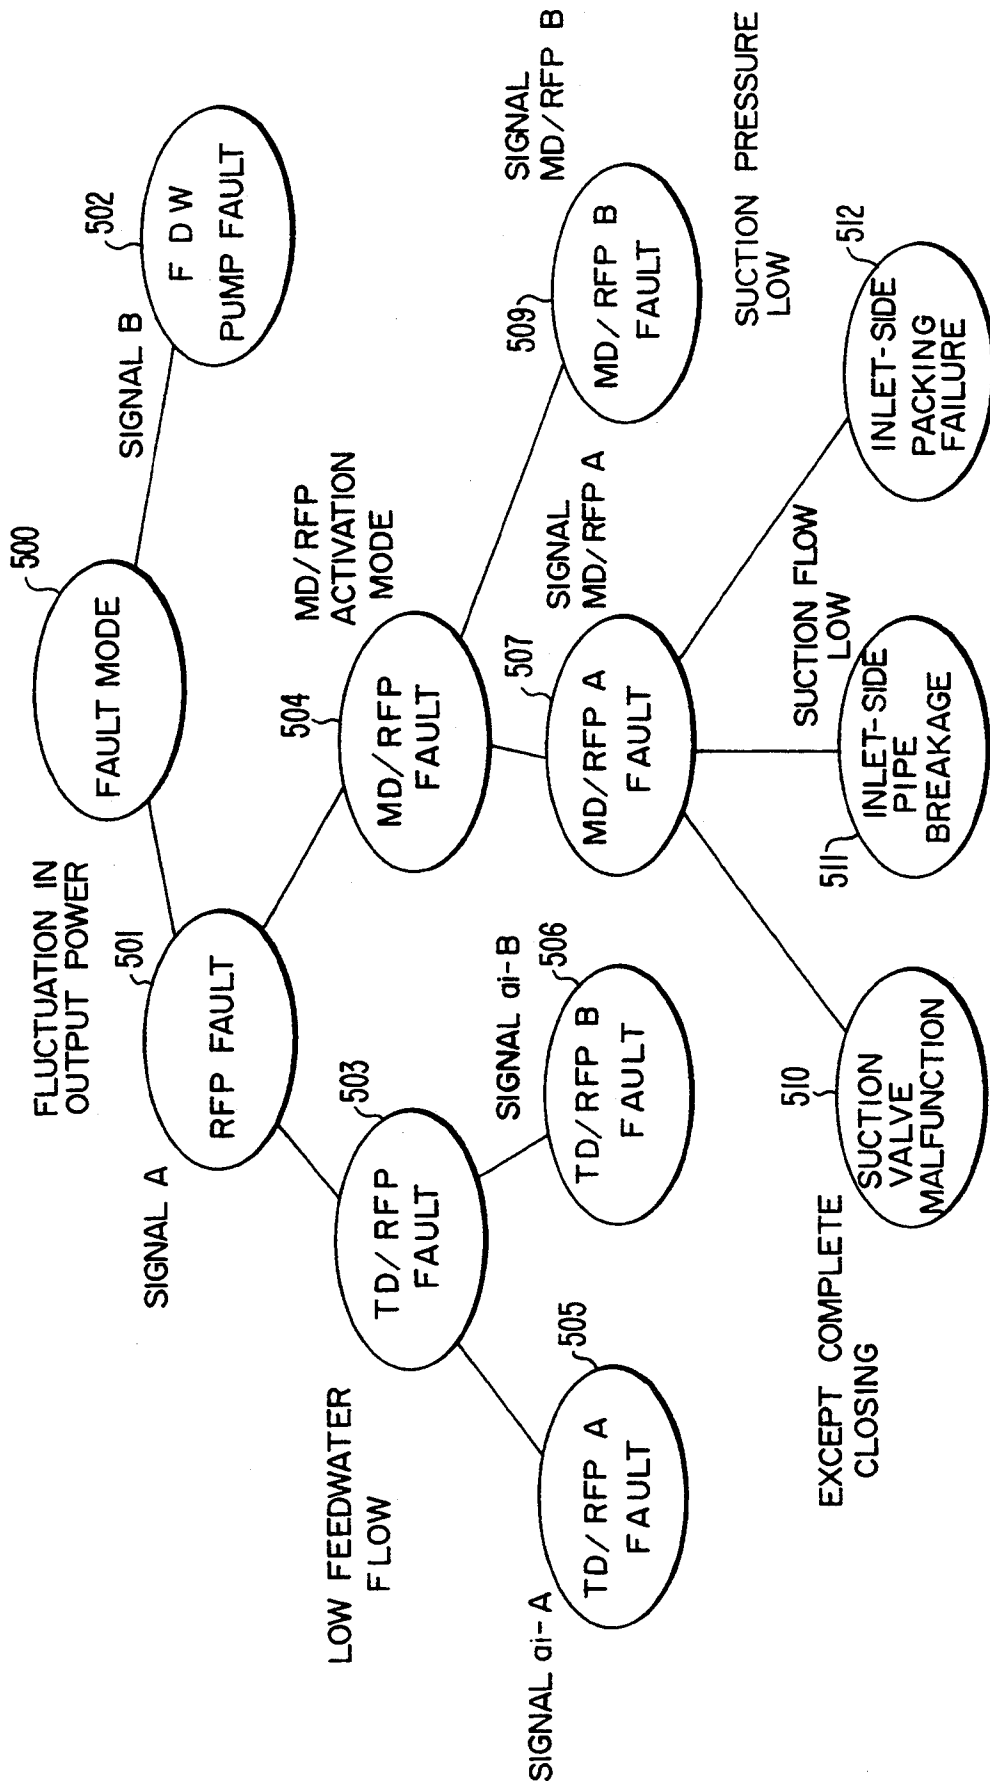 500
FAULT MODE
FLUCTUATION IN
OUTPUT POWER
SIGNAL B
502
F DW
PUMP FAULT
SIGNAL A
501
RFP FAULT
LOW FEEDWATER
FLOW
503
TD/RFP
FAULT
504
MD/RFP
FAULT
MD/RFP
ACTIVATION
MODE
SIGNAL ai-A
505
TD/RFP A
FAULT
SIGNAL ai-B
506
TD/RFP B
FAULT
507
MD/RFP A
FAULT
SIGNAL
MD/RFP A
509
MD/RFP B
FAULT
SIGNAL
MD/RFP B
EXCEPT COMPLETE
CLOSING
510
SUCTION
VALVE
MALFUNCTION
511
INLET-SIDE
PIPE
BREAKAGE
SUCTION FLOW
LOW
512
INLET-SIDE
PACKING
FAILURE
SUCTION PRESSURE
LOW